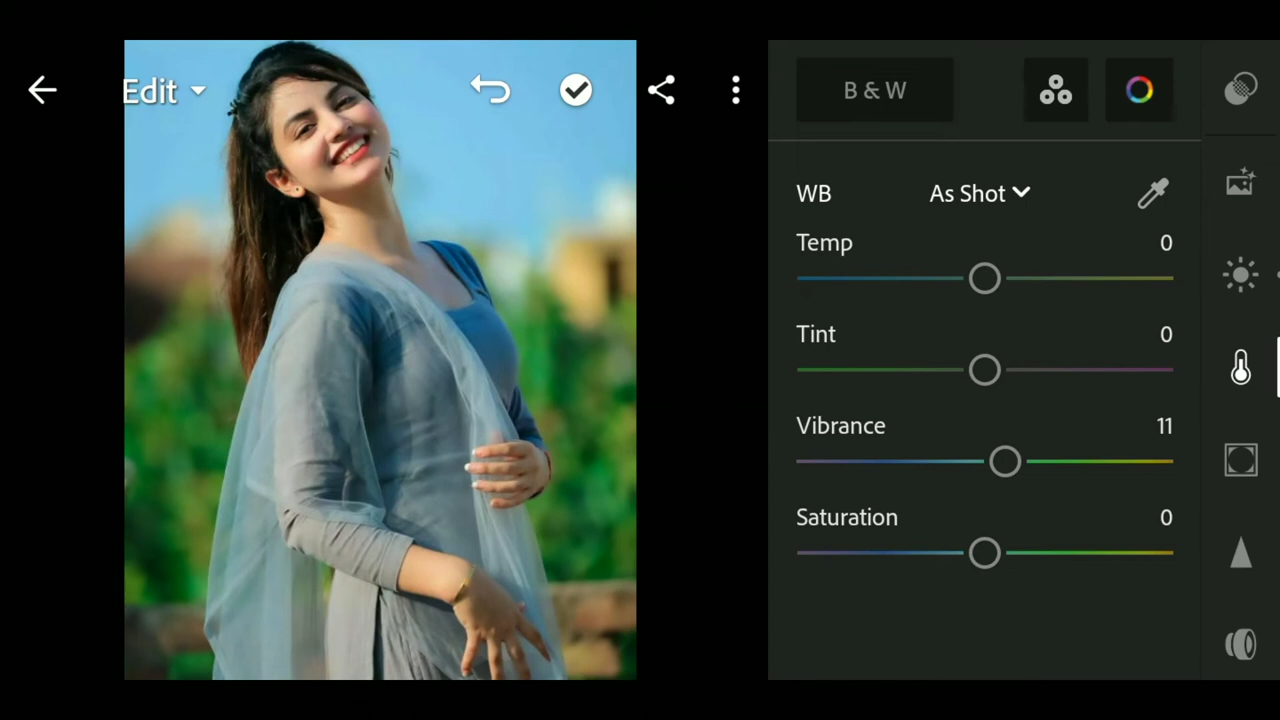 Edit
B & W
WB As Shot
Temp 0
Tint 0
Vibrance 11
Saturation 0